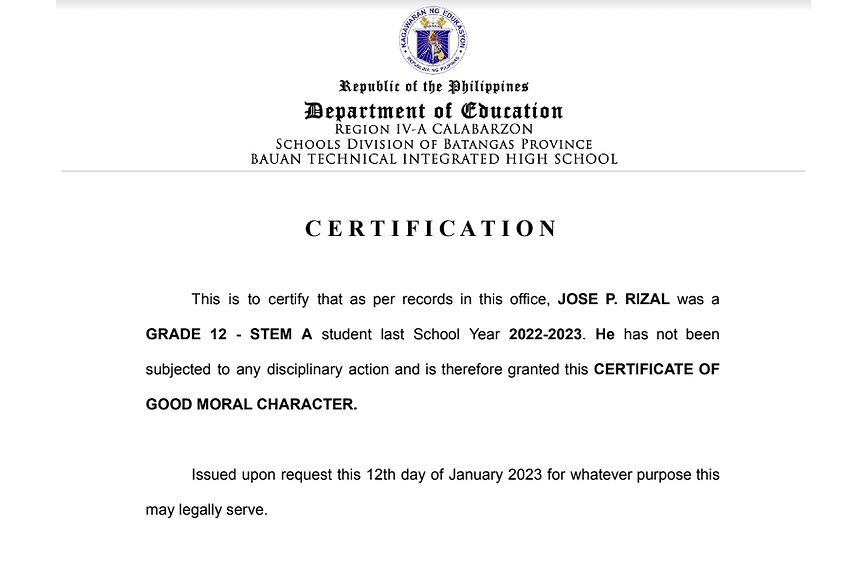 KAGAWARAN NG EDUKASYON
REPUBLIKA NG PILIPINAS
Republic of the Philippines
Department of Education
REGION IV-A CALABARZON
SCHOOLS DIVISION OF BATANGAS PROVINCE
BAUAN TECHNICAL INTEGRATED HIGH SCHOOL
CERTIFICATION
This is to certify that as per records in this office, JOSE P. RIZAL was a
GRADE 12 - STEM A student last School Year 2022-2023. He has not been
subjected to any disciplinary action and is therefore granted this CERTIFICATE OF
GOOD MORAL CHARACTER.
Issued upon request this 12th day of January 2023 for whatever purpose this
may legally serve.